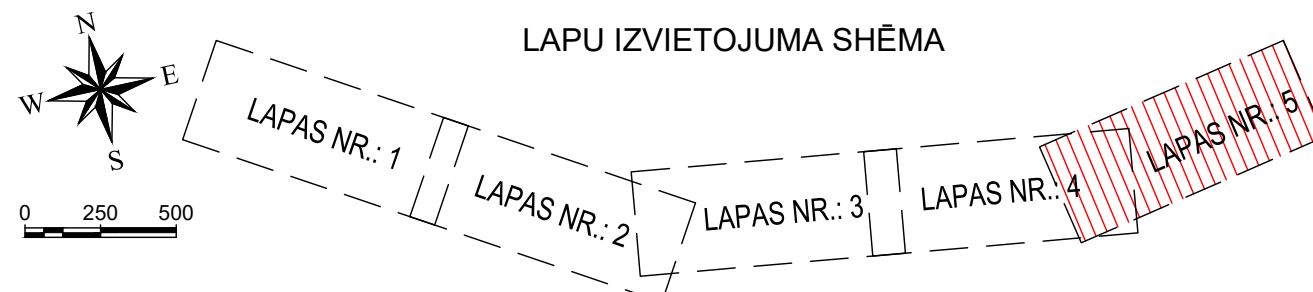 LAPU IZVIETOJUMA SHĒMA
N
E
W
S
0 250 500
LAPAS NR.: 1
LAPAS NR.: 2
LAPAS NR.: 3
LAPAS NR.: 4
LAPAS NR.: 5